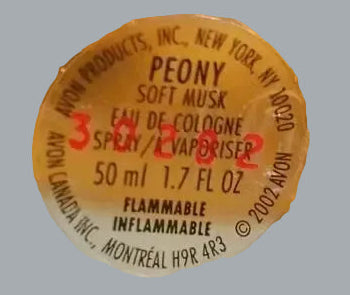 AVON PRODUCTS, INC., NEW YORK, NY 10020
PEONY
SOFT MUSK
EAU DE COLOGNE
30282
SPRAY/À VAPORISER
50 ml 1.7 FL OZ
FLAMMABLE
INFLAMMABLE
AVON CANADA INC., MONTRÉAL H9R 4R3
© 2002 AVON